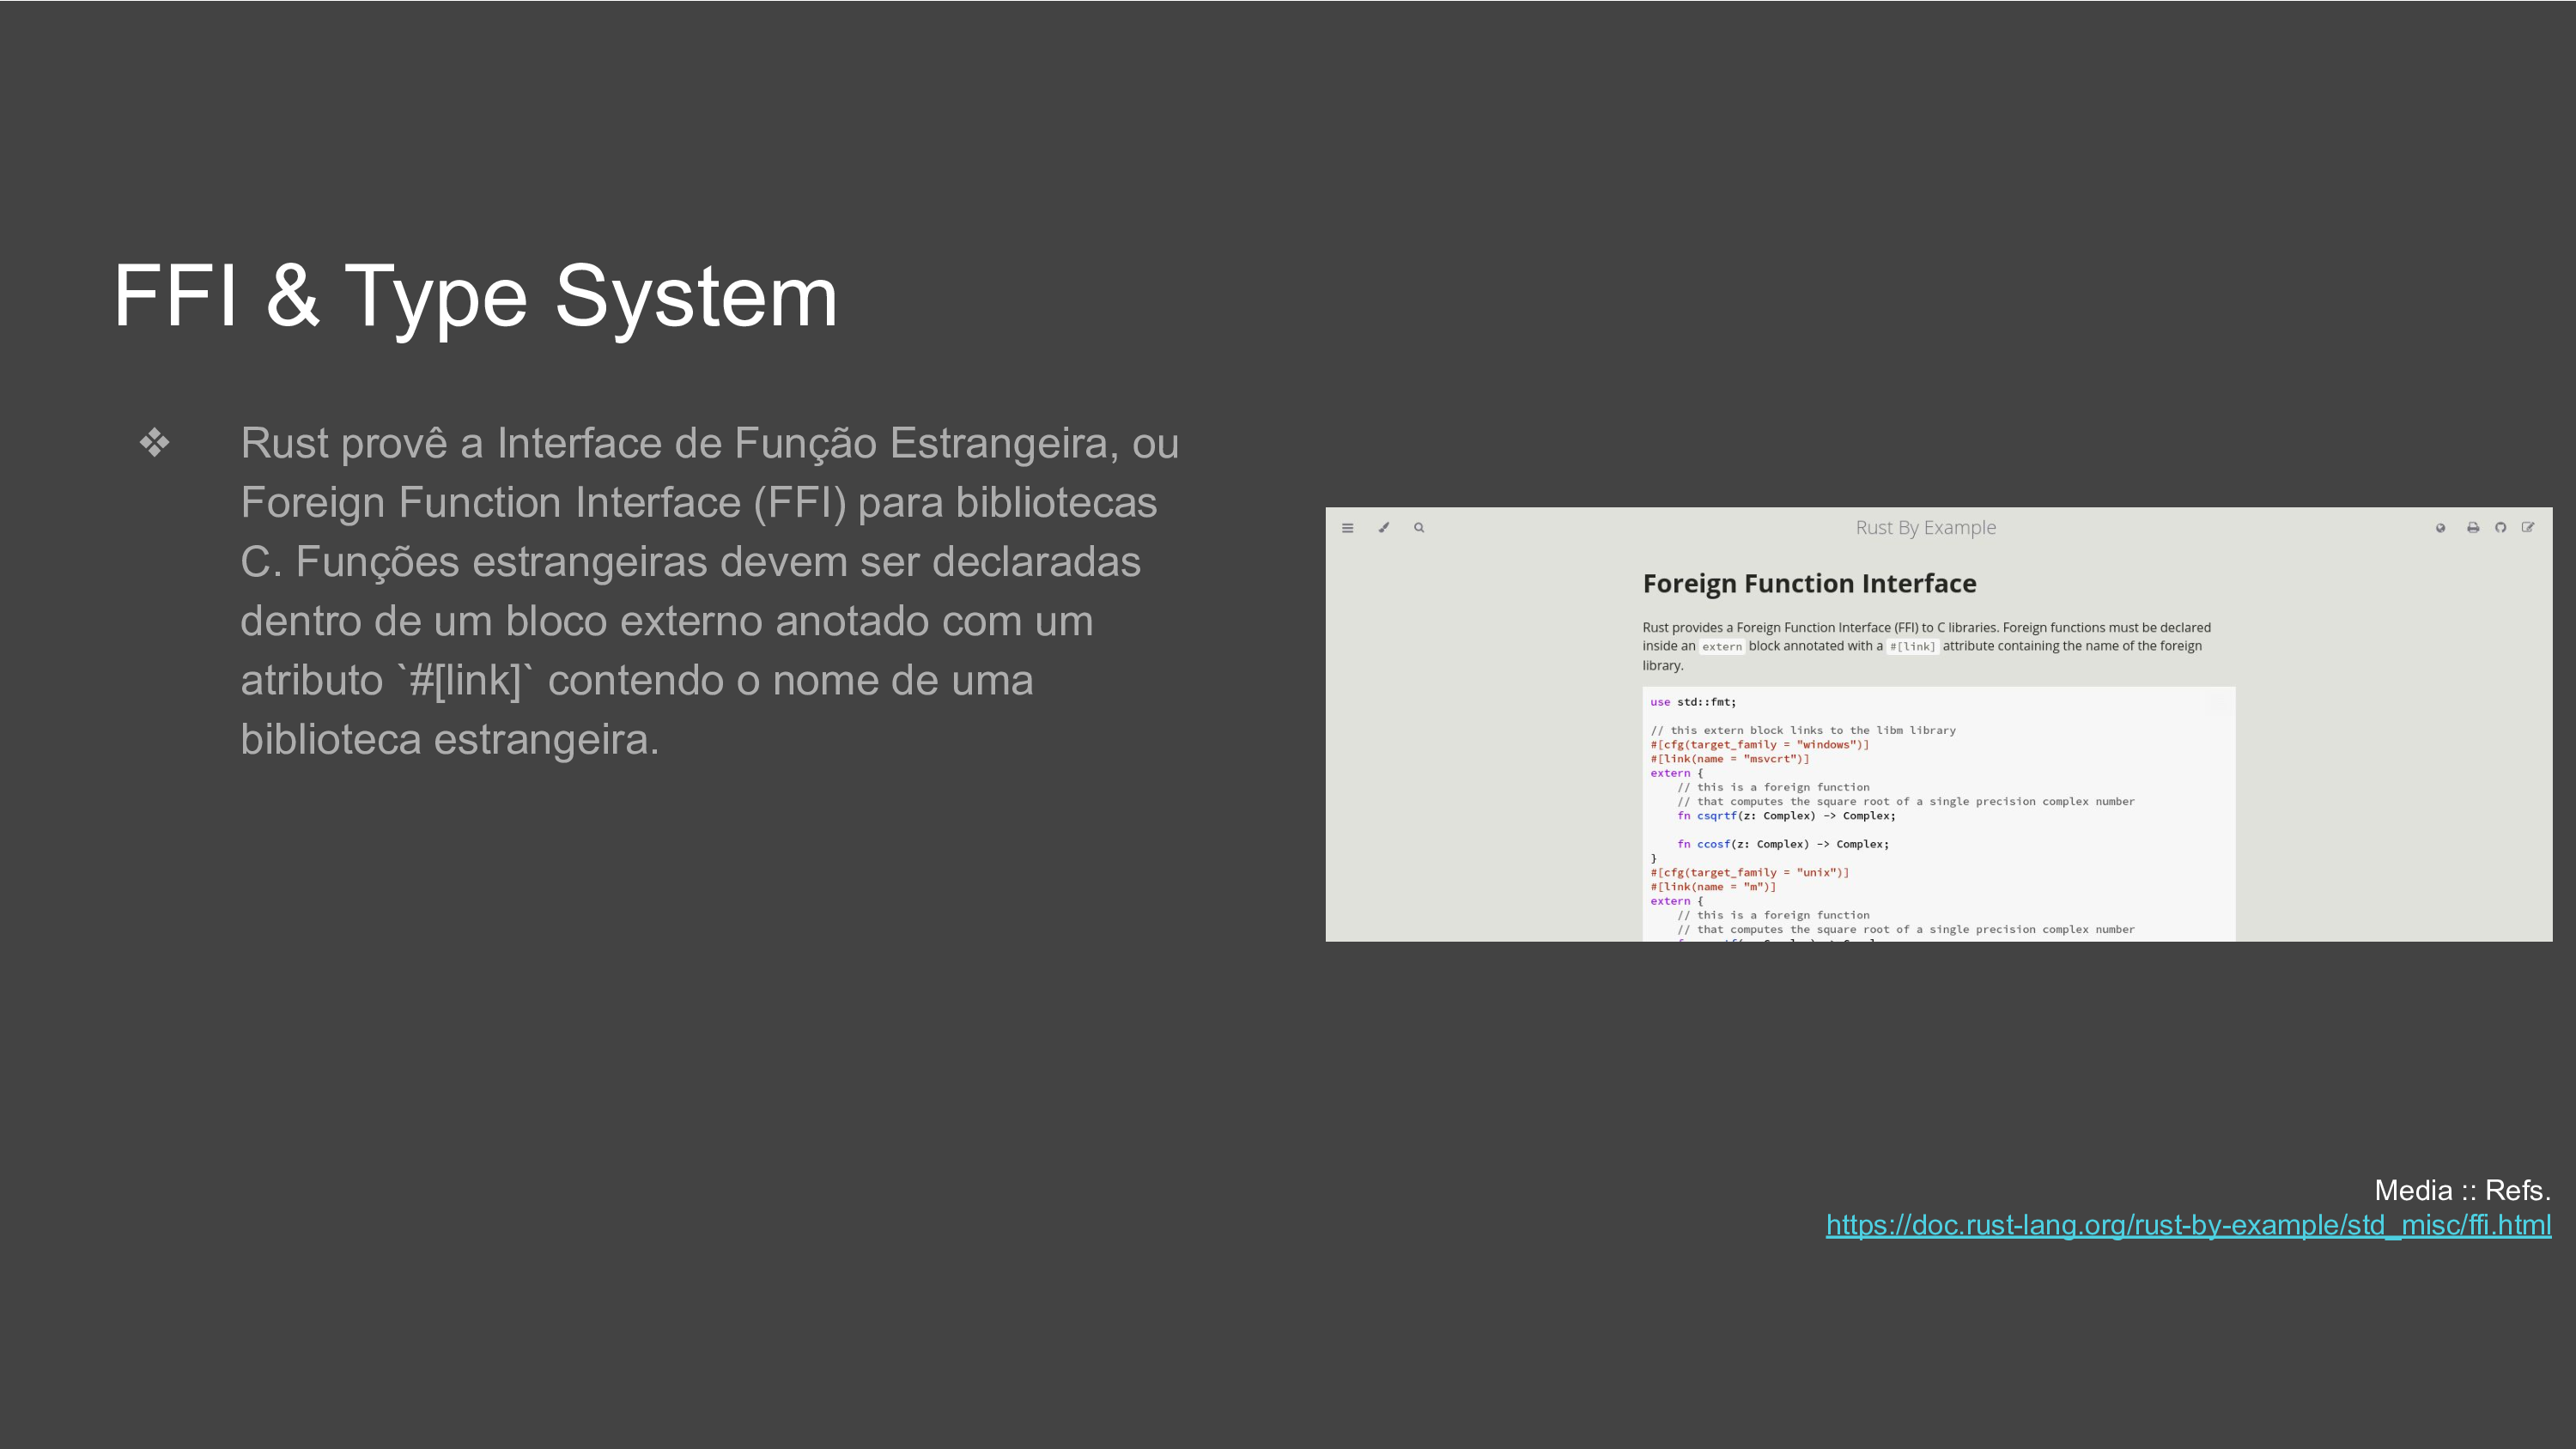 FFI & Type System
❖ Rust provê a Interface de Função Estrangeira, ou
Foreign Function Interface (FFI) para bibliotecas
C. Funções estrangeiras devem ser declaradas
dentro de um bloco externo anotado com um
atributo `#[link]` contendo o nome de uma
biblioteca estrangeira.
Rust By Example
Foreign Function Interface
Rust provides a Foreign Function Interface (FFI) to C libraries. Foreign functions must be declared
inside an extern block annotated with a #[link] attribute containing the name of the foreign
library.
use std::fmt;
// this extern block links to the libm library
#[cfg(target_family = "windows")]
#[link(name = "msvcrt")]
extern {
    // this is a foreign function
    // that computes the square root of a single precision complex number
    fn csqrtf(z: Complex) -> Complex;
    fn ccosf(z: Complex) -> Complex;
}
#[cfg(target_family = "unix")]
#[link(name = "m")]
extern {
    // this is a foreign function
    // that computes the square root of a single precision complex number
Media :: Refs.
https://doc.rust-lang.org/rust-by-example/std_misc/ffi.html